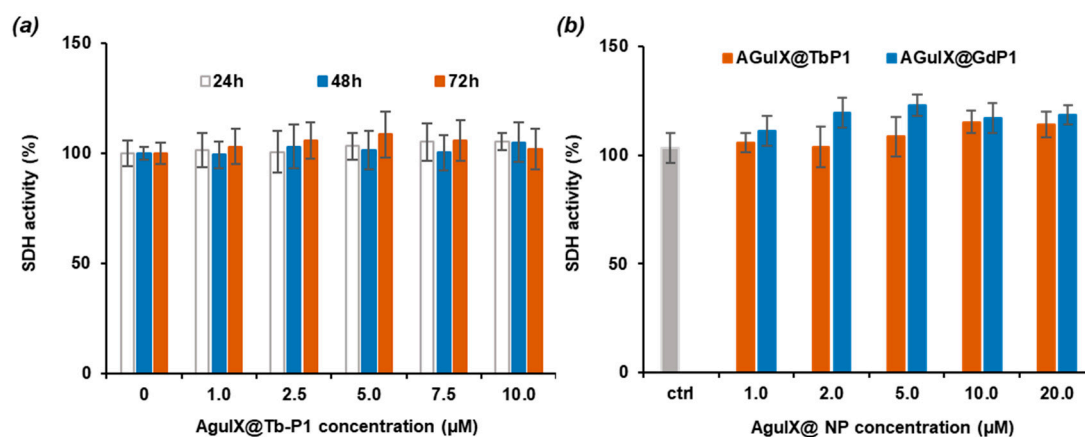 (a)
150
100
50
0
SDH activity (%)
24h 48h 72h
0 1.0 2.5 5.0 7.5 10.0
AguIX@Tb-P1 concentration (μM)
(b)
150
100
50
0
SDH activity (%)
AGuIX@TbP1 AGuIX@GdP1
ctrl 1.0 2.0 5.0 10.0 20.0
AguIX@ NP concentration (μM)